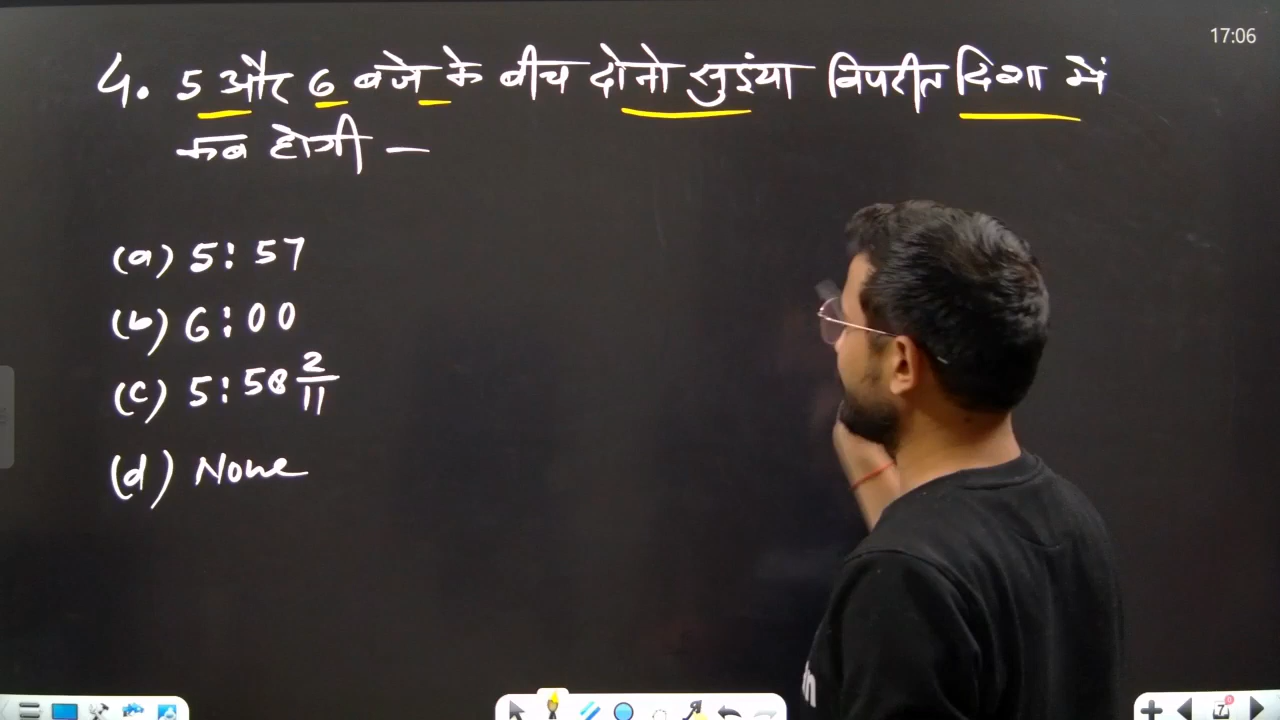 17:06
4. 5 और 6 बजे के बीच दोनो सुइंया विपरीत दिशा में
कब होगी –
(a) 5:57
(b) 6:00
(c) 5:58 2/11
(d) None